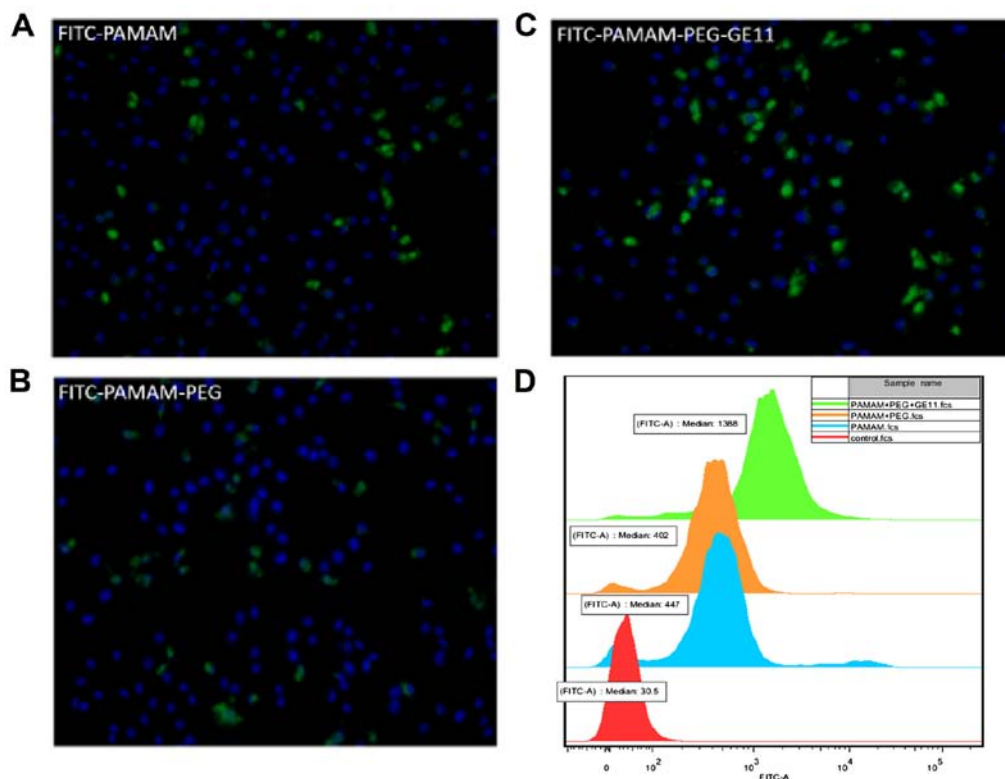 A
FITC-PAMAM
B
FITC-PAMAM-PEG
C
FITC-PAMAM-PEG-GE11
D
Sample name
PAMAM+PEG+GE11.fcs
PAMAM+PEG.fcs
PAMAM.fcs
control.fcs
(FITC-A) : Median: 1388
(FITC-A) : Median: 402
(FITC-A) : Median: 447
(FITC-A) : Median: 30.5
0 10² 10³ 10⁴ 10⁵
FITC-A